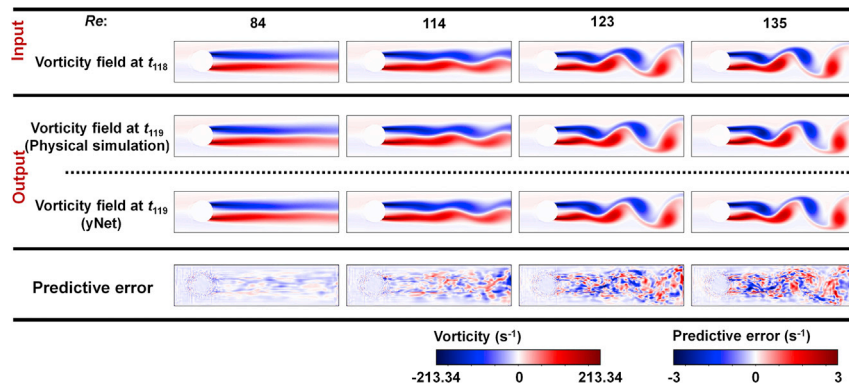 Re: 84 114 123 135
Input
Vorticity field at t118
Output
Vorticity field at t119
(Physical simulation)
Vorticity field at t119
(yNet)
Predictive error
Vorticity (s-1) Predictive error (s-1)
-213.34 0 213.34 -3 0 3